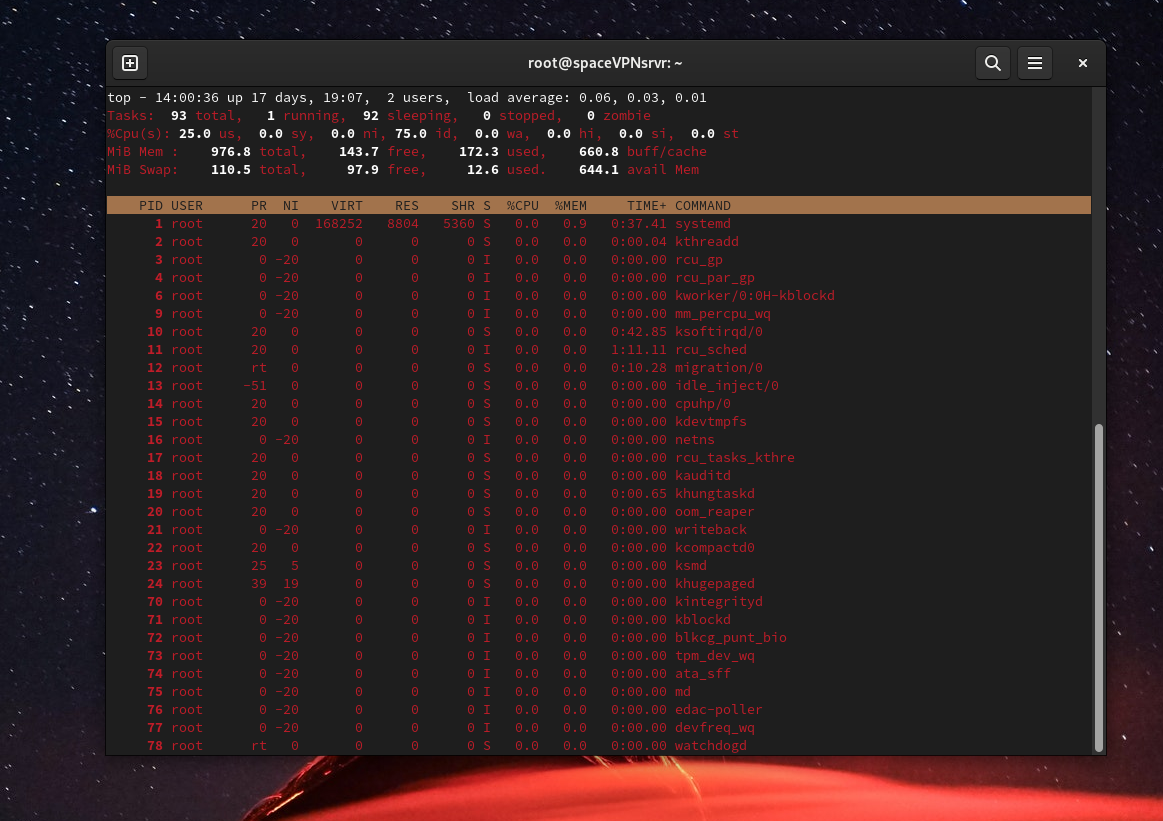 root@spaceVPNsrvr: ~
top - 14:00:36 up 17 days, 19:07,  2 users,  load average: 0.06, 0.03, 0.01
Tasks:  93 total,   1 running,  92 sleeping,   0 stopped,   0 zombie
%Cpu(s): 25.0 us,  0.0 sy,  0.0 ni, 75.0 id,  0.0 wa,  0.0 hi,  0.0 si,  0.0 st
MiB Mem :    976.8 total,    143.7 free,    172.3 used,    660.8 buff/cache
MiB Swap:    110.5 total,     97.9 free,     12.6 used.    644.1 avail Mem
PID USER      PR  NI    VIRT    RES    SHR S  %CPU  %MEM     TIME+ COMMAND
1 root      20   0  168252   8804   5360 S   0.0   0.9   0:37.41 systemd
2 root      20   0       0      0      0 S   0.0   0.0   0:00.04 kthreadd
3 root       0 -20       0      0      0 I   0.0   0.0   0:00.00 rcu_gp
4 root       0 -20       0      0      0 I   0.0   0.0   0:00.00 rcu_par_gp
6 root       0 -20       0      0      0 I   0.0   0.0   0:00.00 kworker/0:0H-kblockd
9 root       0 -20       0      0      0 I   0.0   0.0   0:00.00 mm_percpu_wq
10 root      20   0       0      0      0 S   0.0   0.0   0:42.85 ksoftirqd/0
11 root      20   0       0      0      0 I   0.0   0.0   1:11.11 rcu_sched
12 root      rt   0       0      0      0 S   0.0   0.0   0:10.28 migration/0
13 root     -51   0       0      0      0 S   0.0   0.0   0:00.00 idle_inject/0
14 root      20   0       0      0      0 S   0.0   0.0   0:00.00 cpuhp/0
15 root      20   0       0      0      0 S   0.0   0.0   0:00.00 kdevtmpfs
16 root       0 -20       0      0      0 I   0.0   0.0   0:00.00 netns
17 root      20   0       0      0      0 S   0.0   0.0   0:00.00 rcu_tasks_kthre
18 root      20   0       0      0      0 S   0.0   0.0   0:00.00 kauditd
19 root      20   0       0      0      0 S   0.0   0.0   0:00.65 khungtaskd
20 root      20   0       0      0      0 S   0.0   0.0   0:00.00 oom_reaper
21 root       0 -20       0      0      0 I   0.0   0.0   0:00.00 writeback
22 root      20   0       0      0      0 S   0.0   0.0   0:00.00 kcompactd0
23 root      25   5       0      0      0 S   0.0   0.0   0:00.00 ksmd
24 root      39  19       0      0      0 S   0.0   0.0   0:00.00 khugepaged
70 root       0 -20       0      0      0 I   0.0   0.0   0:00.00 kintegrityd
71 root       0 -20       0      0      0 I   0.0   0.0   0:00.00 kblockd
72 root       0 -20       0      0      0 I   0.0   0.0   0:00.00 blkcg_punt_bio
73 root       0 -20       0      0      0 I   0.0   0.0   0:00.00 tpm_dev_wq
74 root       0 -20       0      0      0 I   0.0   0.0   0:00.00 ata_sff
75 root       0 -20       0      0      0 I   0.0   0.0   0:00.00 md
76 root       0 -20       0      0      0 I   0.0   0.0   0:00.00 edac-poller
77 root       0 -20       0      0      0 I   0.0   0.0   0:00.00 devfreq_wq
78 root      rt   0       0      0      0 S   0.0   0.0   0:00.00 watchdogd